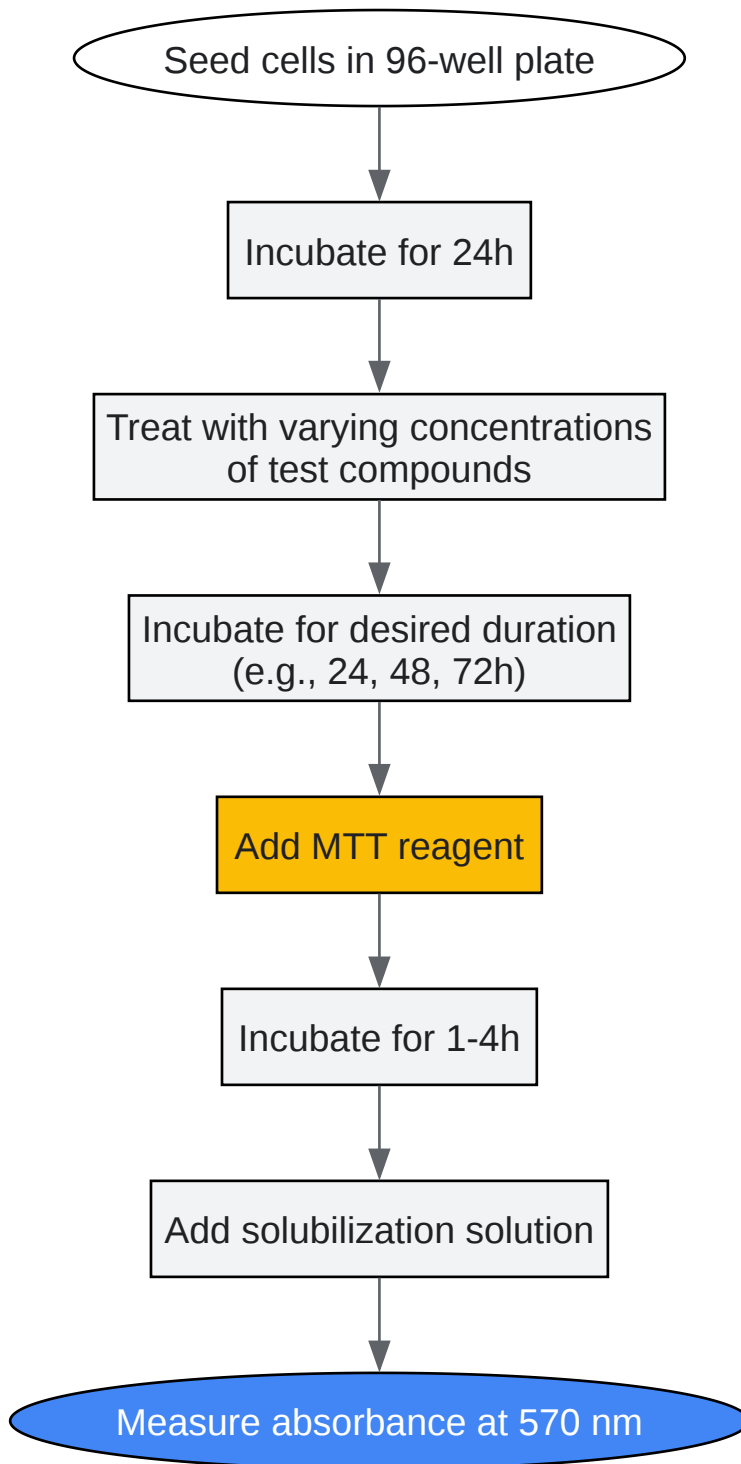 Seed cells in 96-well plate
Incubate for 24h
Treat with varying concentrations
of test compounds
Incubate for desired duration
(e.g., 24, 48, 72h)
Add MTT reagent
Incubate for 1-4h
Add solubilization solution
Measure absorbance at 570 nm